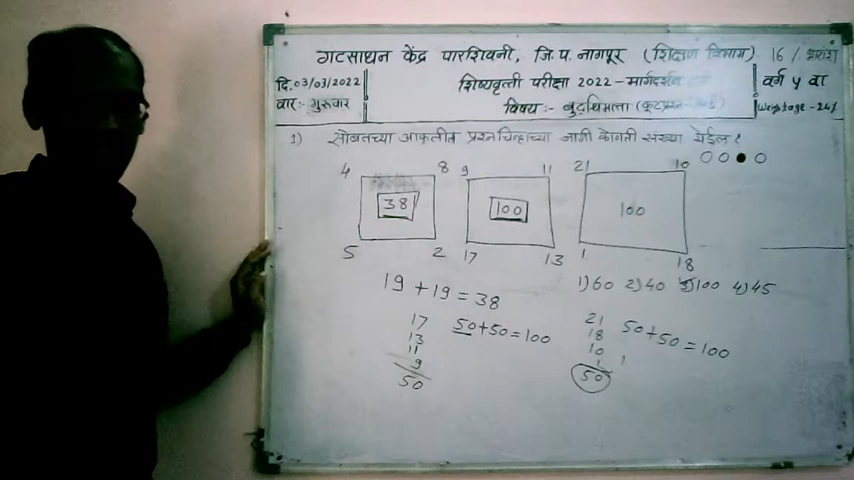 गटसाधन केंद्र पारशिवनी, जि.प. नागपूर (शिक्षण विभाग) 16 /
दि. 03/03/2022 शिष्यवृत्ती परीक्षा 2022 - मार्गदर्शन वर्ग ५ वा
वार :- गुरूवार विषय :- बुद्धिमत्ता Weightage - 24%
1) सोबतच्या आकृतीत प्रश्नचिन्हाच्या जागी कोणती संख्या येईल ?
4 8 9 11 21 10
38 100 100
5 2 17 13 1 18
19 + 19 = 38 1) 60 2) 40 3) 100 4) 45
17 50+50=100 21 50+50=100
13 18
11 10
9 1 1
50 50